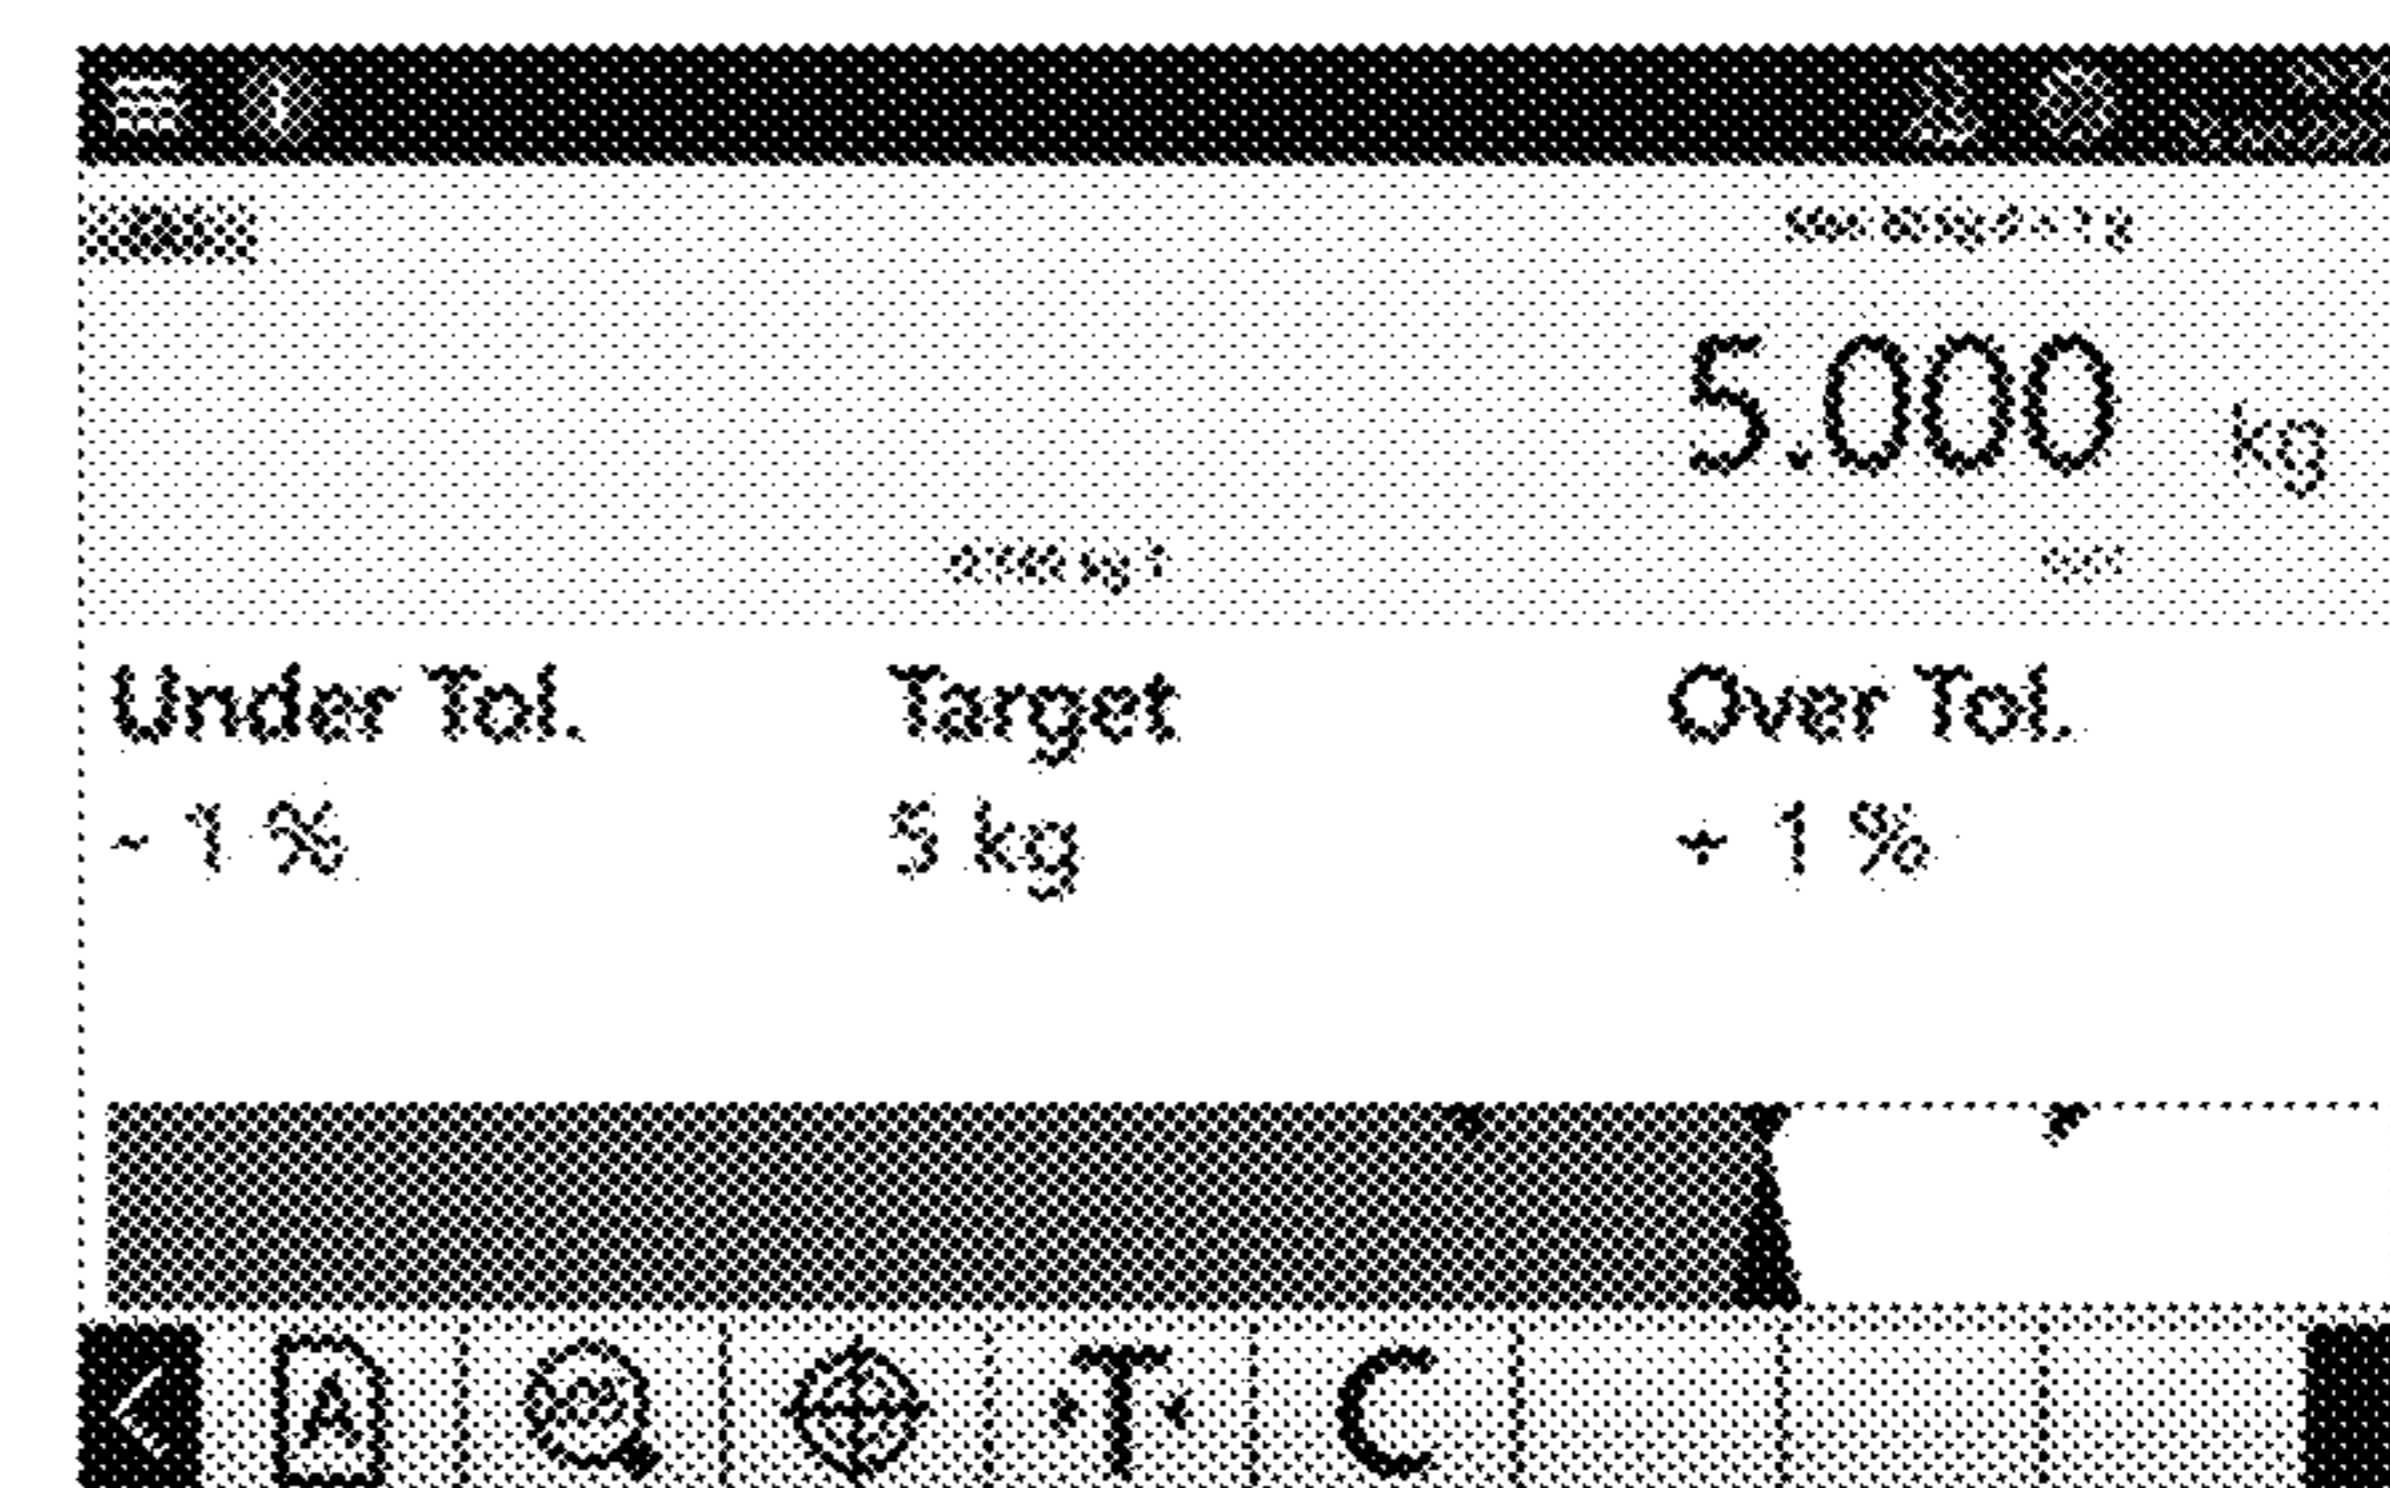 5.000 kg
Under Tol. Target Over Tol.
- 1 % 5 kg + 1 %
A T C